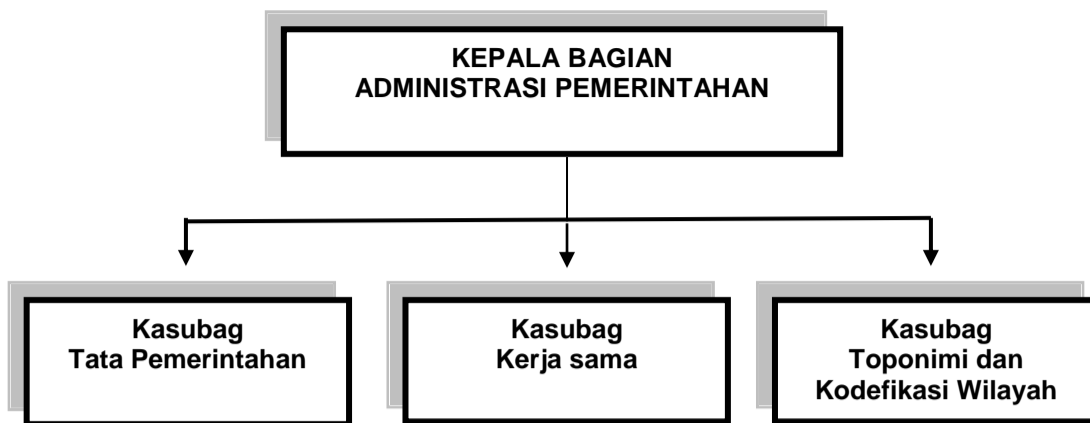 KEPALA BAGIAN
ADMINISTRASI PEMERINTAHAN
Kasubag
Tata Pemerintahan
Kasubag
Kerja sama
Kasubag
Toponimi dan
Kodefikasi Wilayah